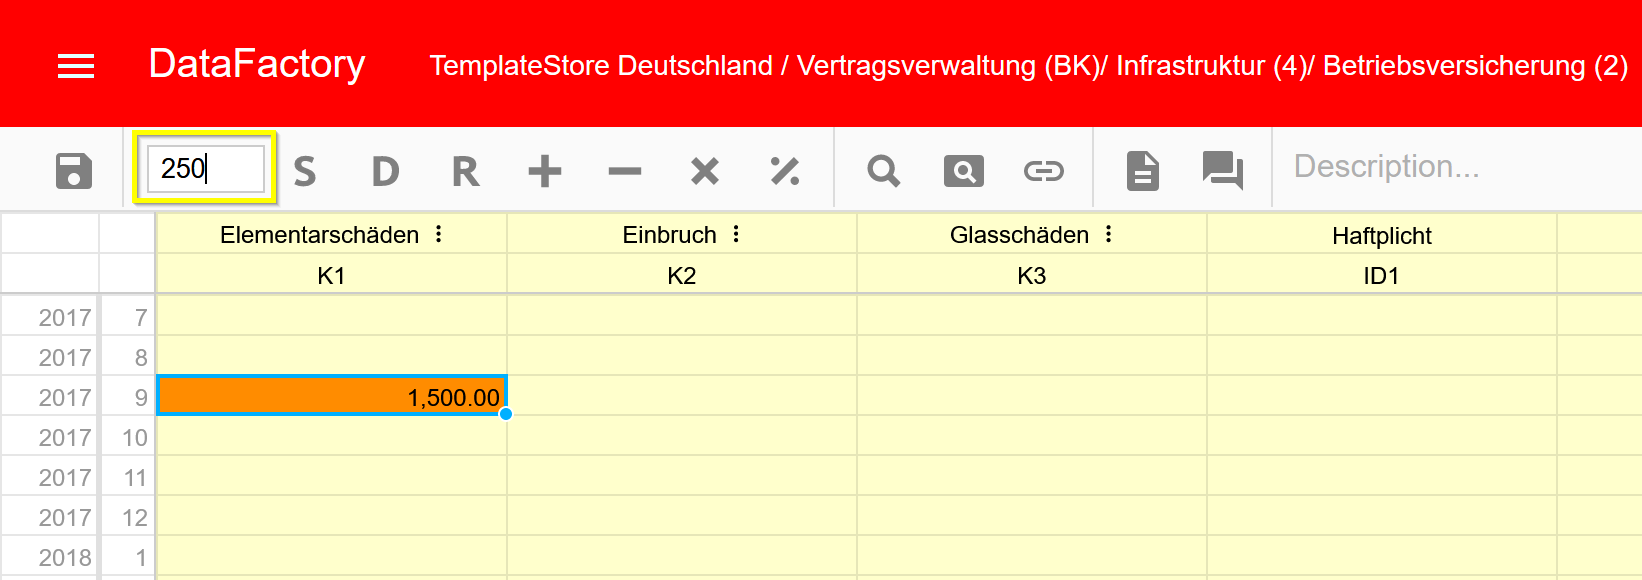 DataFactory TemplateStore Deutschland / Vertragsverwaltung (BK)/ Infrastruktur (4)/ Betriebsversicherung (2)
250 S D R Description...
Elementarschäden Einbruch Glasschäden Haftplicht
K1 K2 K3 ID1
2017 7
2017 8
2017 9 1,500.00
2017 10
2017 11
2017 12
2018 1